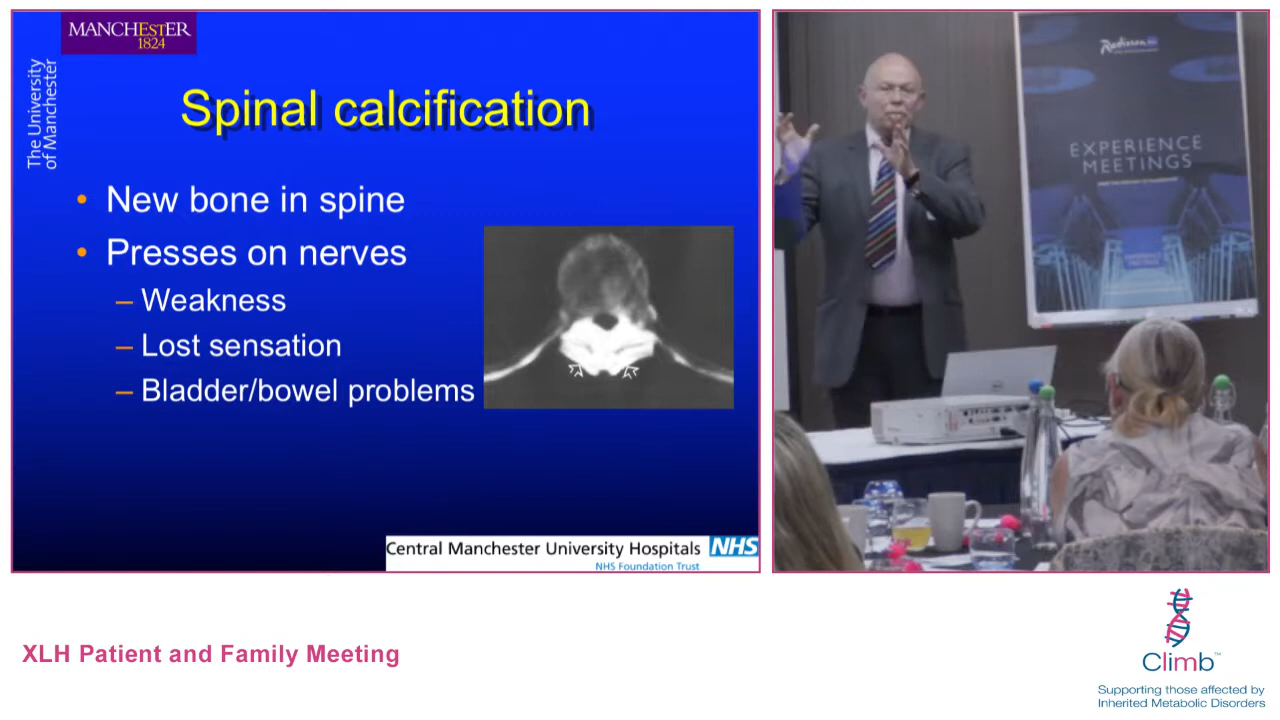 MANCHESTER
1824
The University
of Manchester
Spinal calcification
• New bone in spine
• Presses on nerves
– Weakness
– Lost sensation
– Bladder/bowel problems
Central Manchester University Hospitals NHS
NHS Foundation Trust
Radisson
EXPERIENCE
MEETINGS
XLH Patient and Family Meeting
Climb™
Supporting those affected by
Inherited Metabolic Disorders